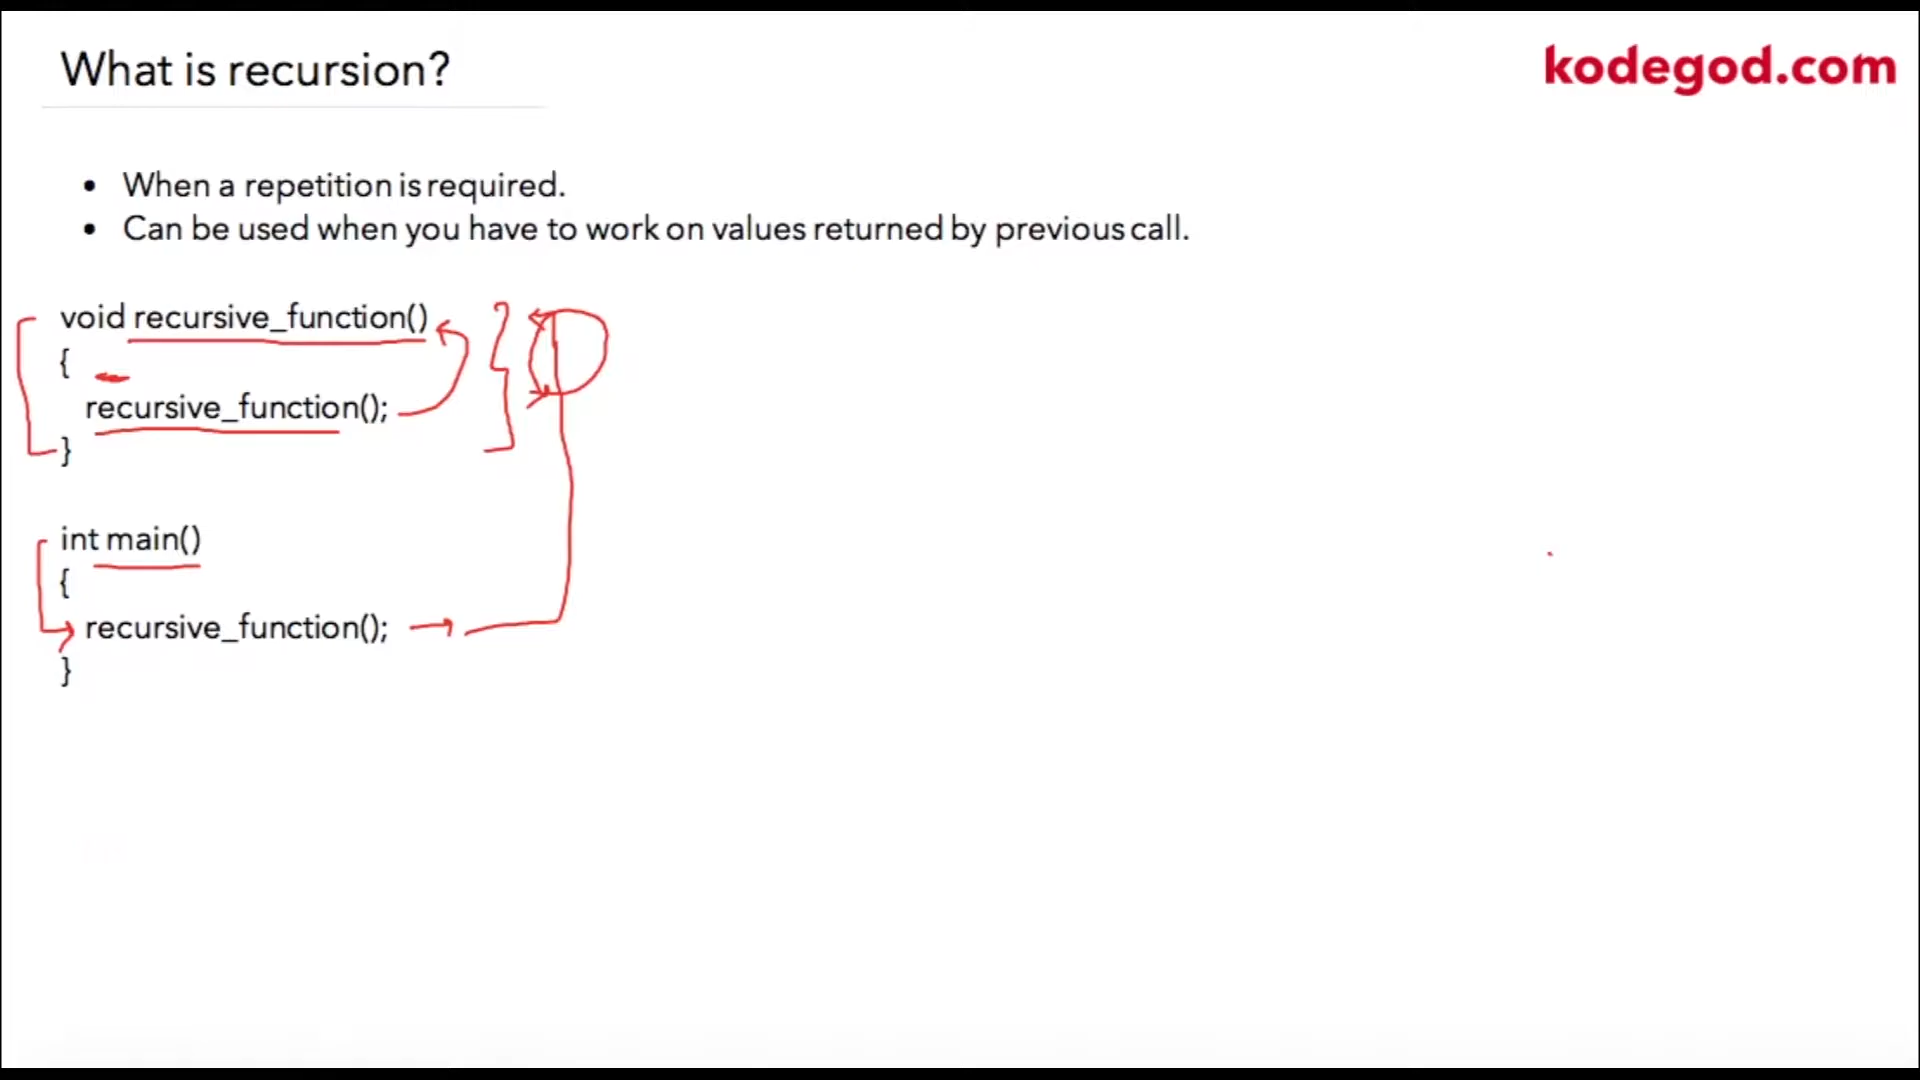 What is recursion?
kodegod.com
• When a repetition is required.
• Can be used when you have to work on values returned by previous call.
void recursive_function()
{
recursive_function();
}
int main()
{
recursive_function();
}